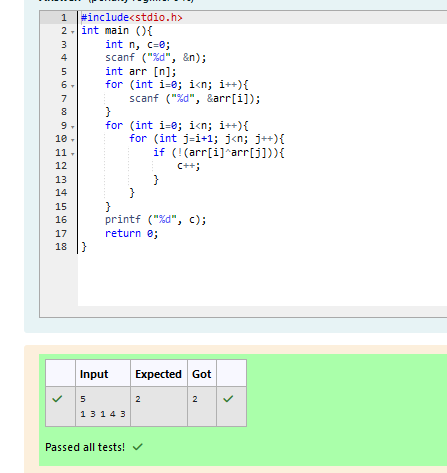 1 #include<stdio.h>
2 int main (){
3 int n, c=0;
4 scanf ("%d", &n);
5 int arr [n];
6 for (int i=0; i<n; i++){
7 scanf ("%d", &arr[i]);
8 }
9 for (int i=0; i<n; i++){
10 for (int j=i+1; j<n; j++){
11 if (!(arr[i]^arr[j])){
12 c++;
13 }
14 }
15 }
16 printf ("%d", c);
17 return 0;
18 }
Input Expected Got
5 2 2
1 3 1 4 3
Passed all tests!